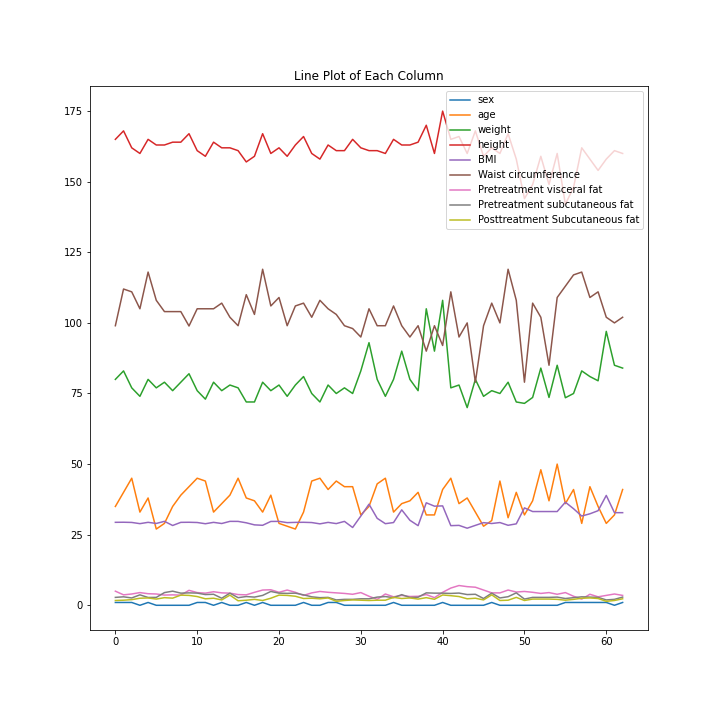 Line Plot of Each Column
sex
age
weight
height
BMI
Waist circumference
Pretreatment visceral fat
Pretreatment subcutaneous fat
Posttreatment Subcutaneous fat
175
150
125
100
75
50
25
0
0 10 20 30 40 50 60